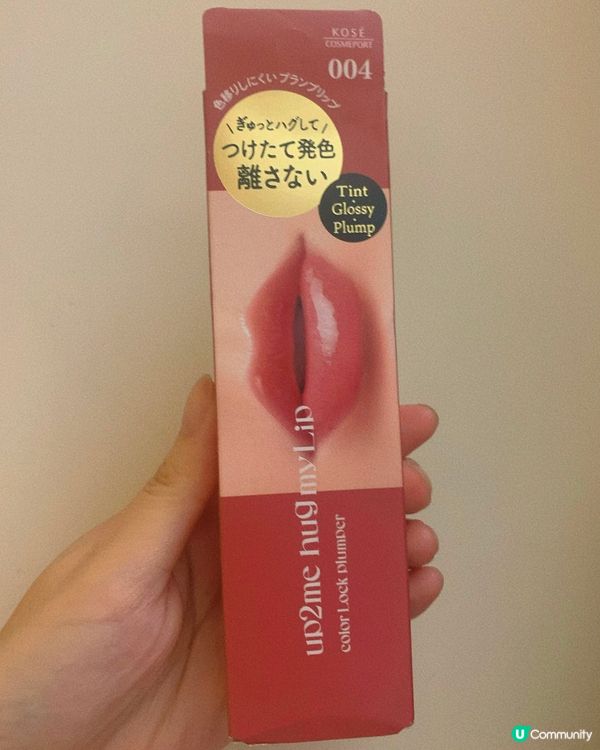 KOSÉ
COSMEPORT
004
色移りしにくいプランプリップ
\ぎゅっとハグして/
つけたて発色
離さない
Tint
・
Glossy
・
Plump
up2me hug my Lip
color Lock plumper
U Community